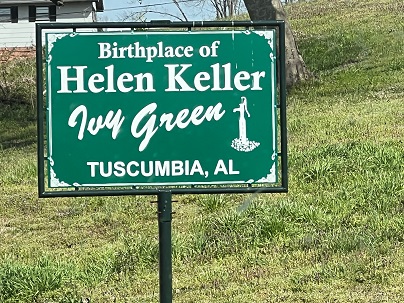 Birthplace of
Helen Keller
Ivy Green
TUSCUMBIA, AL